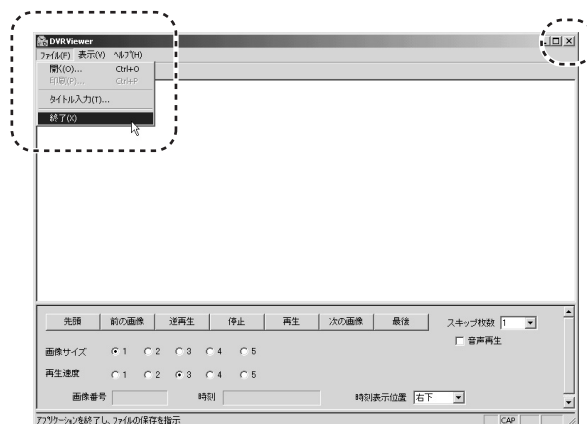 DVRViewer
ファイル(F) 表示(V) ヘルプ(H)
開く(O)... Ctrl+O
印刷(P)... Ctrl+P
タイトル入力(T)...
終了(X)
先頭 前の画像 逆再生 停止 再生 次の画像 最後 スキップ枚数 1
音声再生
画像サイズ 1 2 3 4 5
再生速度 1 2 3 4 5
画像番号 時刻 時刻表示位置 右下
アプリケーションを終了し、ファイルの保存を指示 CAP